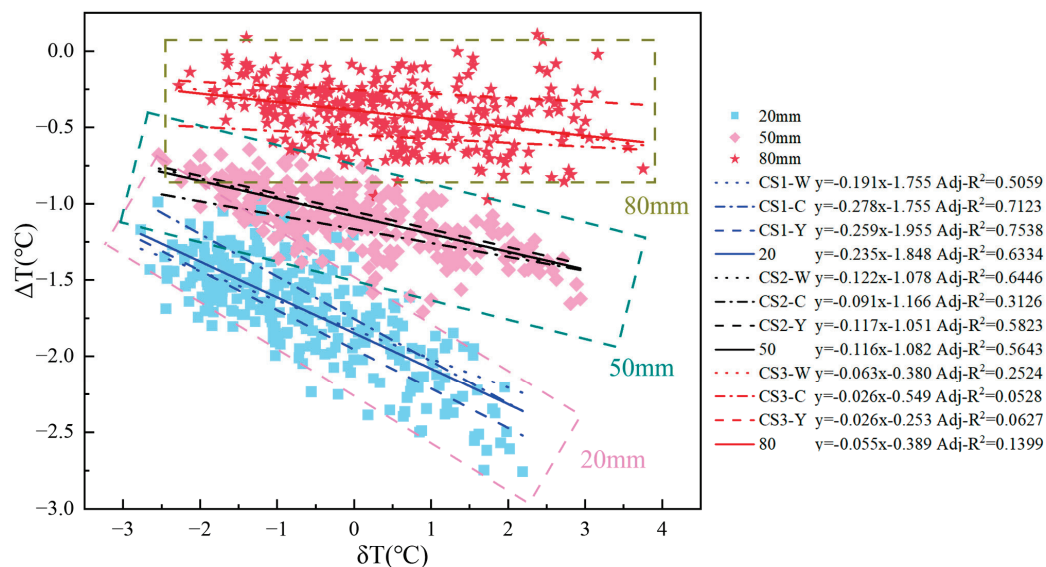 0.0
−0.5
−1.0
−1.5
−2.0
−2.5
−3.0
ΔT(°C)
−3
−2
−1
0
1
2
3
4
δT(°C)
80mm
50mm
20mm
20mm
50mm
80mm
CS1-W y=-0.191x-1.755 Adj-R²=0.5059
CS1-C y=-0.278x-1.755 Adj-R²=0.7123
CS1-Y y=-0.259x-1.955 Adj-R²=0.7538
20 y=-0.235x-1.848 Adj-R²=0.6334
CS2-W y=-0.122x-1.078 Adj-R²=0.6446
CS2-C y=-0.091x-1.166 Adj-R²=0.3126
CS2-Y y=-0.117x-1.051 Adj-R²=0.5823
50 y=-0.116x-1.082 Adj-R²=0.5643
CS3-W y=-0.063x-0.380 Adj-R²=0.2524
CS3-C y=-0.026x-0.549 Adj-R²=0.0528
CS3-Y y=-0.026x-0.253 Adj-R²=0.0627
80 y=-0.055x-0.389 Adj-R²=0.1399